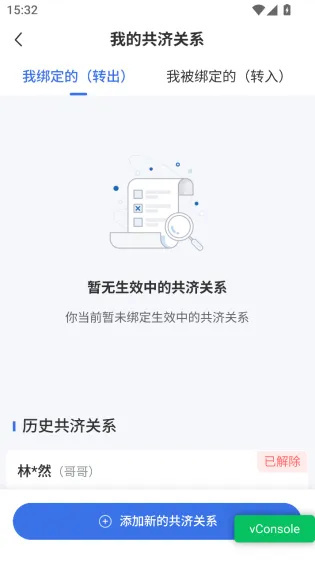 15:32
我的共济关系
我绑定的（转出）
我被绑定的（转入）
暂无生效中的共济关系
你当前暂未绑定生效中的共济关系
历史共济关系
已解除
林*然（哥哥）
添加新的共济关系
vConsole